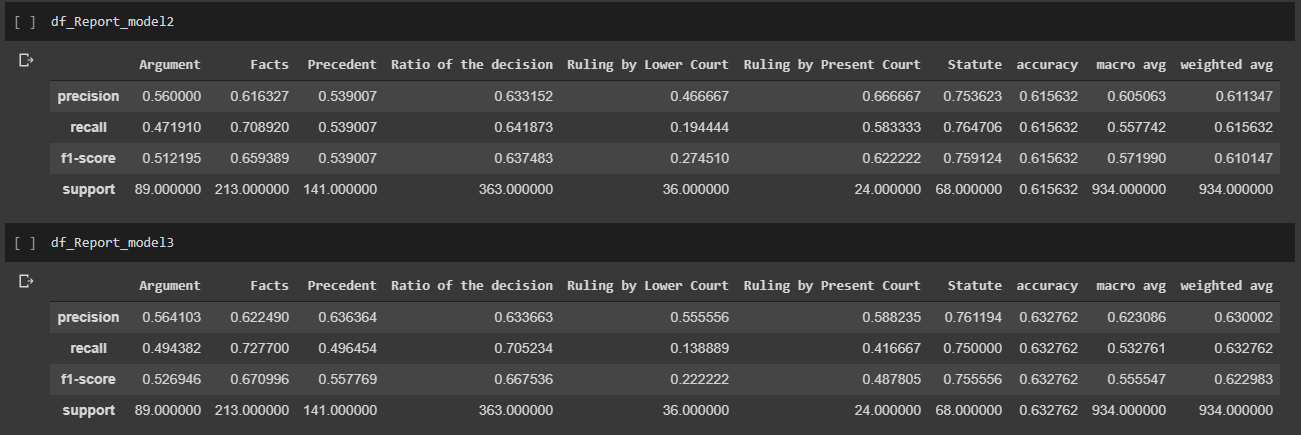 [ ] df_Report_model2
Argument Facts Precedent Ratio of the decision Ruling by Lower Court Ruling by Present Court Statute accuracy macro avg weighted avg
precision 0.560000 0.616327 0.539007 0.633152 0.466667 0.666667 0.753623 0.615632 0.605063 0.611347
recall 0.471910 0.708920 0.539007 0.641873 0.194444 0.583333 0.764706 0.615632 0.557742 0.615632
f1-score 0.512195 0.659389 0.539007 0.637483 0.274510 0.622222 0.759124 0.615632 0.571990 0.610147
support 89.000000 213.000000 141.000000 363.000000 36.000000 24.000000 68.000000 0.615632 934.000000 934.000000
[ ] df_Report_model3
Argument Facts Precedent Ratio of the decision Ruling by Lower Court Ruling by Present Court Statute accuracy macro avg weighted avg
precision 0.564103 0.622490 0.636364 0.633663 0.555556 0.588235 0.761194 0.632762 0.623086 0.630002
recall 0.494382 0.727700 0.496454 0.705234 0.138889 0.416667 0.750000 0.632762 0.532761 0.632762
f1-score 0.526946 0.670996 0.557769 0.667536 0.222222 0.487805 0.755556 0.632762 0.555547 0.622983
support 89.000000 213.000000 141.000000 363.000000 36.000000 24.000000 68.000000 0.632762 934.000000 934.000000